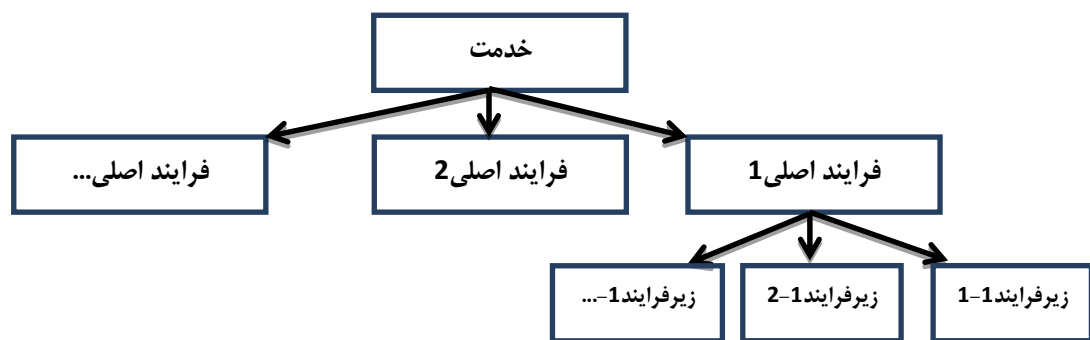 خدمت
فرایند اصلی1
فرایند اصلی2
فرایند اصلی...
زیرفرایند1-1
زیرفرایند1-2
زیرفرایند1-...